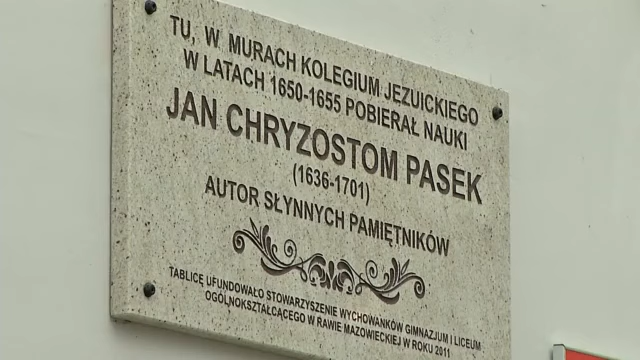 TU, W MURACH KOLEGIUM JEZUICKIEGO
W LATACH 1650-1655 POBIERAŁ NAUKI
JAN CHRYZOSTOM PASEK
(1636-1701)
AUTOR SŁYNNYCH PAMIĘTNIKÓW
TABLICĘ UFUNDOWAŁO STOWARZYSZENIE WYCHOWANKÓW GIMNAZJUM I LICEUM
OGÓLNOKSZTAŁCĄCEGO W RAWIE MAZOWIECKIEJ W ROKU 2011